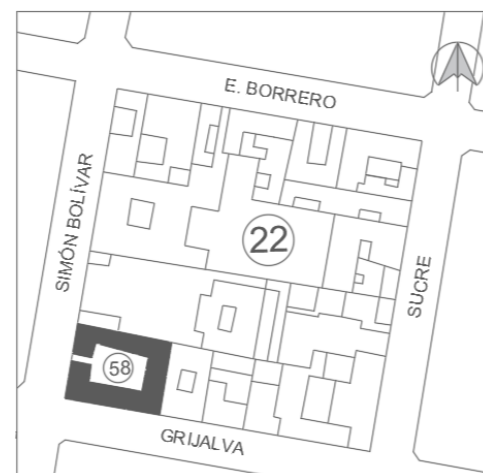 E. BORRERO
SIMÓN BOLÍVAR
22
SUCRE
58
GRIJALVA